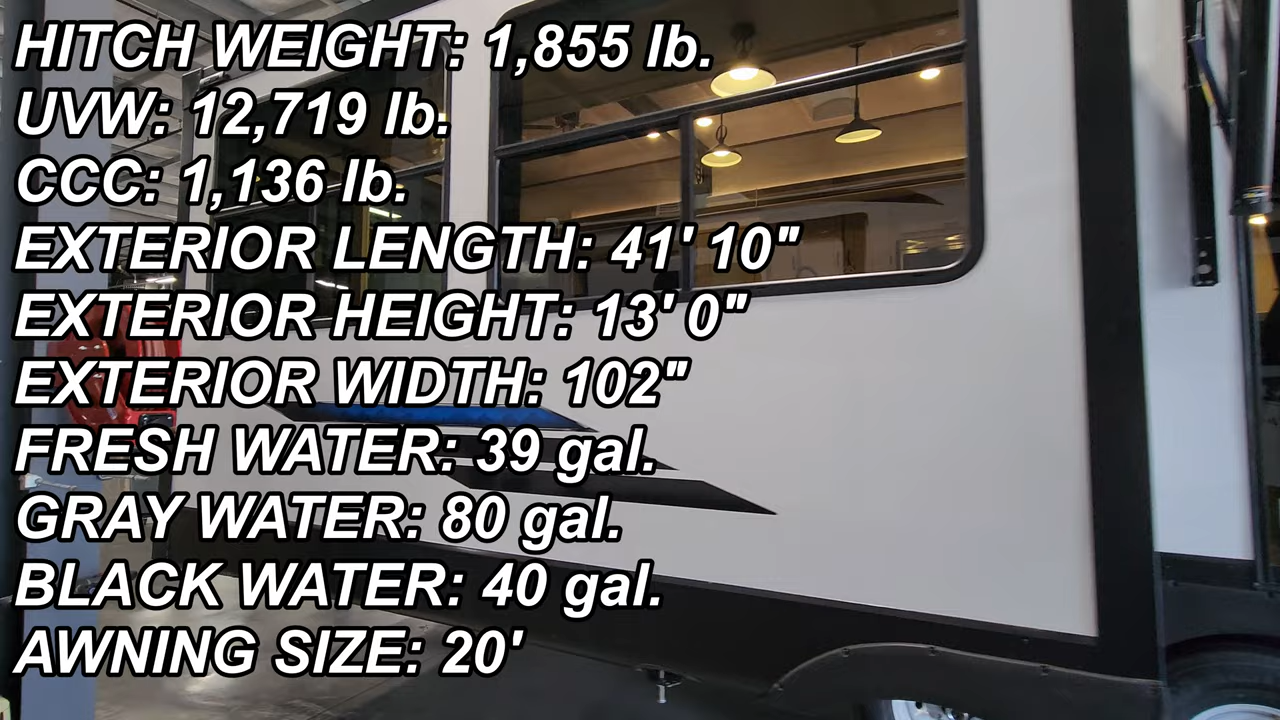 HITCH WEIGHT: 1,855 lb.
UVW: 12,719 lb.
CCC: 1,136 lb.
EXTERIOR LENGTH: 41' 10"
EXTERIOR HEIGHT: 13' 0"
EXTERIOR WIDTH: 102"
FRESH WATER: 39 gal.
GRAY WATER: 80 gal.
BLACK WATER: 40 gal.
AWNING SIZE: 20'